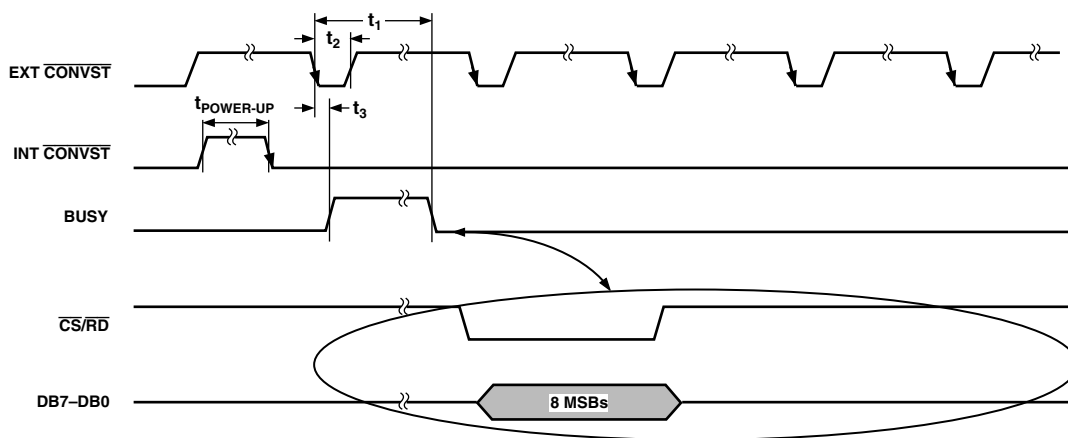 t1
t2
EXT CONVST
tPOWER-UP
t3
INT CONVST
BUSY
CS/RD
DB7–DB0
8 MSBs